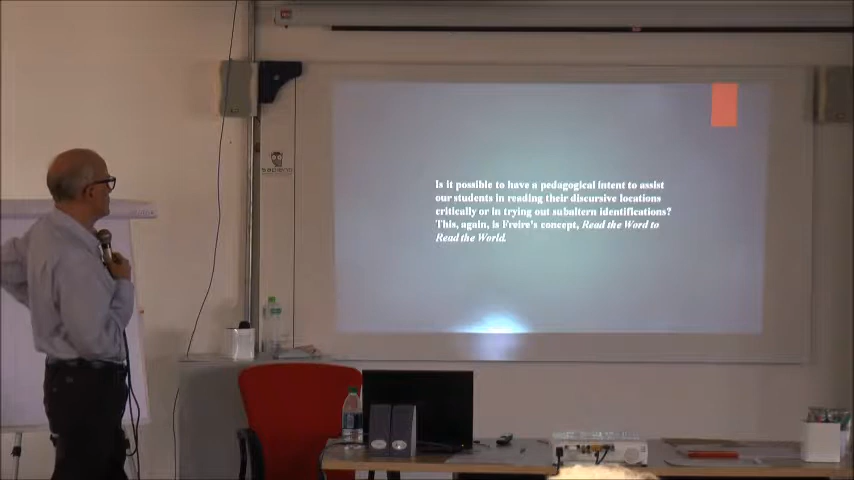 Is it possible to have a pedagogical intent to assist
our students in reading their discursive locations
critically or in trying out subaltern identifications?
This, again, is Freire's concept, Read the Word to
Read the World.
sapienza